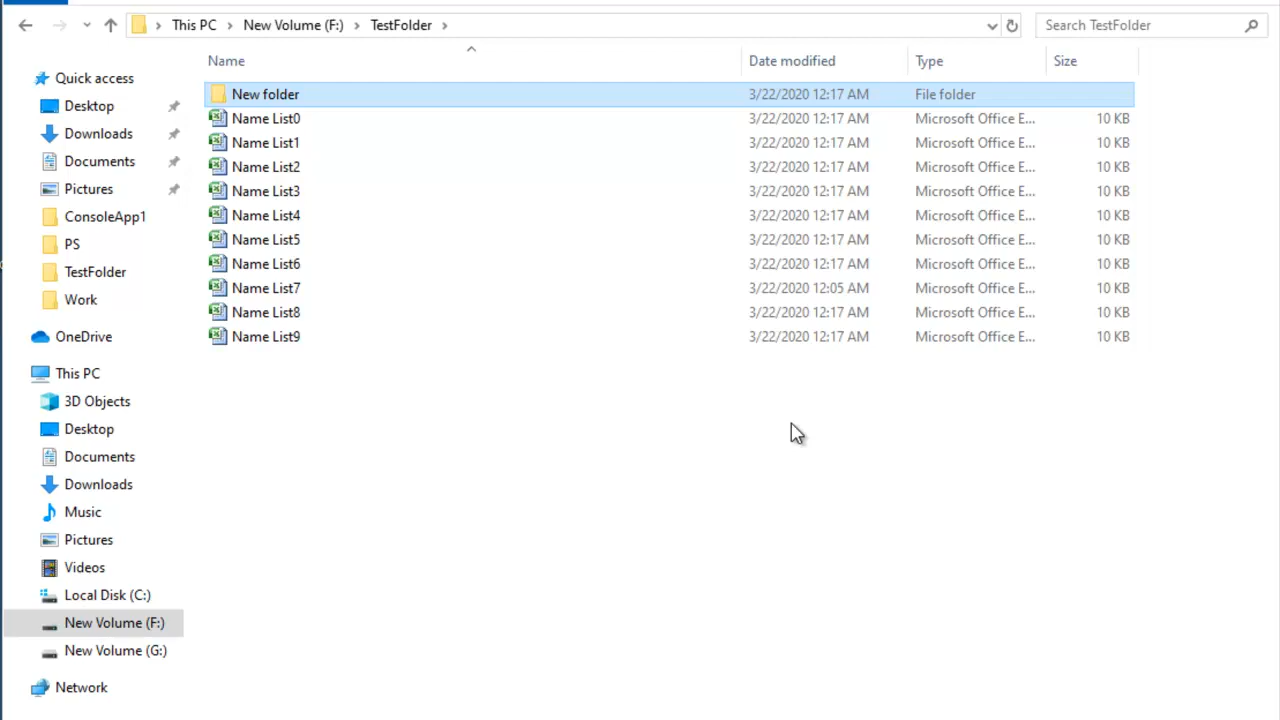 This PC > New Volume (F:) > TestFolder >
Search TestFolder
Name Date modified Type Size
New folder 3/22/2020 12:17 AM File folder
Name List0 3/22/2020 12:17 AM Microsoft Office E... 10 KB
Name List1 3/22/2020 12:17 AM Microsoft Office E... 10 KB
Name List2 3/22/2020 12:17 AM Microsoft Office E... 10 KB
Name List3 3/22/2020 12:17 AM Microsoft Office E... 10 KB
Name List4 3/22/2020 12:17 AM Microsoft Office E... 10 KB
Name List5 3/22/2020 12:17 AM Microsoft Office E... 10 KB
Name List6 3/22/2020 12:17 AM Microsoft Office E... 10 KB
Name List7 3/22/2020 12:05 AM Microsoft Office E... 10 KB
Name List8 3/22/2020 12:17 AM Microsoft Office E... 10 KB
Name List9 3/22/2020 12:17 AM Microsoft Office E... 10 KB
Quick access
Desktop
Downloads
Documents
Pictures
ConsoleApp1
PS
TestFolder
Work
OneDrive
This PC
3D Objects
Desktop
Documents
Downloads
Music
Pictures
Videos
Local Disk (C:)
New Volume (F:)
New Volume (G:)
Network